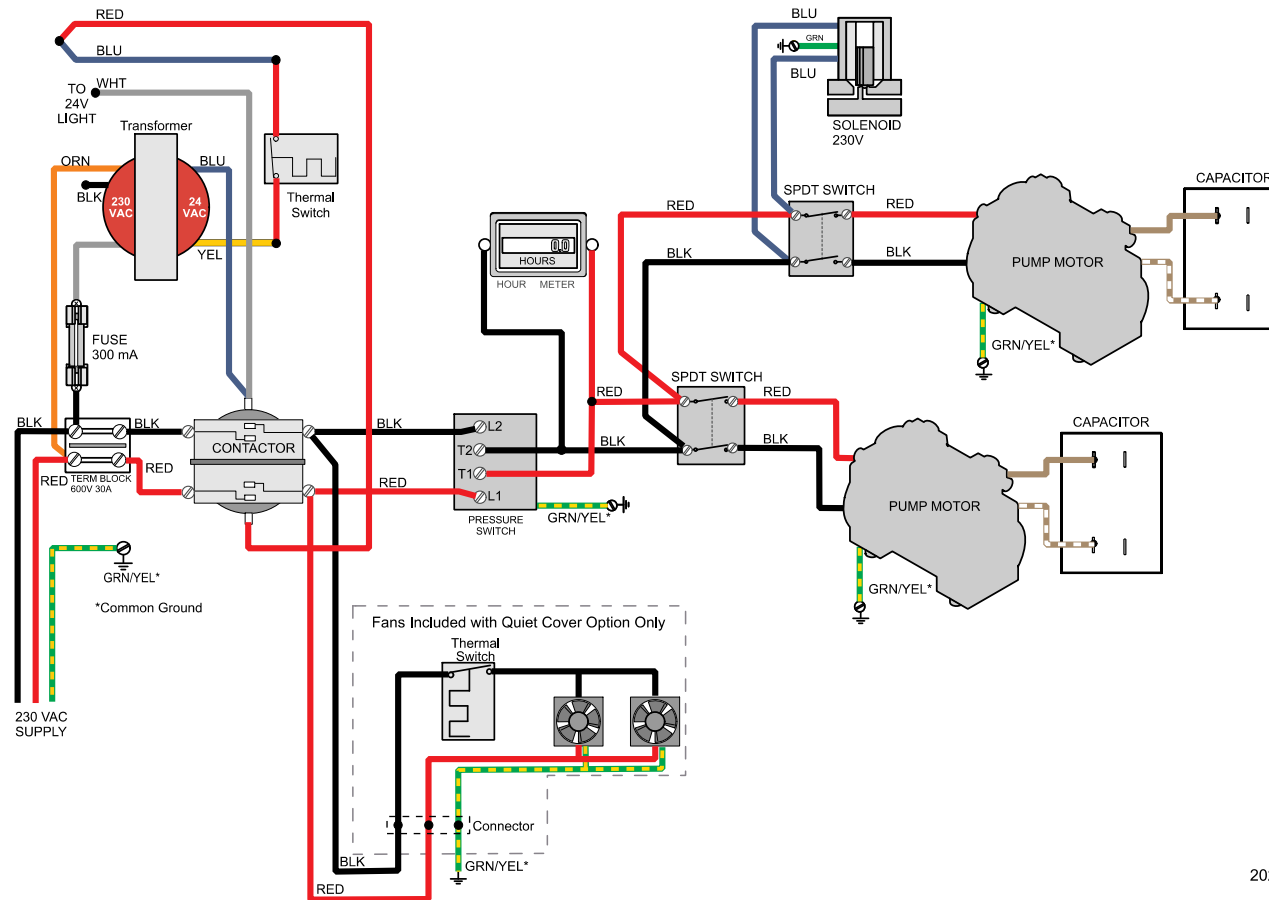 RED
BLU
BLU
GRN
BLU
WHT
TO
24V
LIGHT
SOLENOID
230V
Transformer
ORN
BLU
BLK
230
VAC
24
VAC
YEL
Thermal
Switch
SPDT SWITCH
CAPACITOR
RED
RED
0.0
HOURS
HOUR METER
BLK
BLK
PUMP MOTOR
FUSE
300 mA
GRN/YEL*
SPDT SWITCH
RED
RED
BLK
BLK
CONTACTOR
BLK
L2
T2
T1
L1
BLK
BLK
CAPACITOR
RED
RED
TERM BLOCK
600V 30A
RED
PRESSURE
SWITCH
GRN/YEL*
PUMP MOTOR
GRN/YEL*
*Common Ground
GRN/YEL*
Fans Included with Quiet Cover Option Only
Thermal
Switch
230 VAC
SUPPLY
Connector
BLK
GRN/YEL*
RED